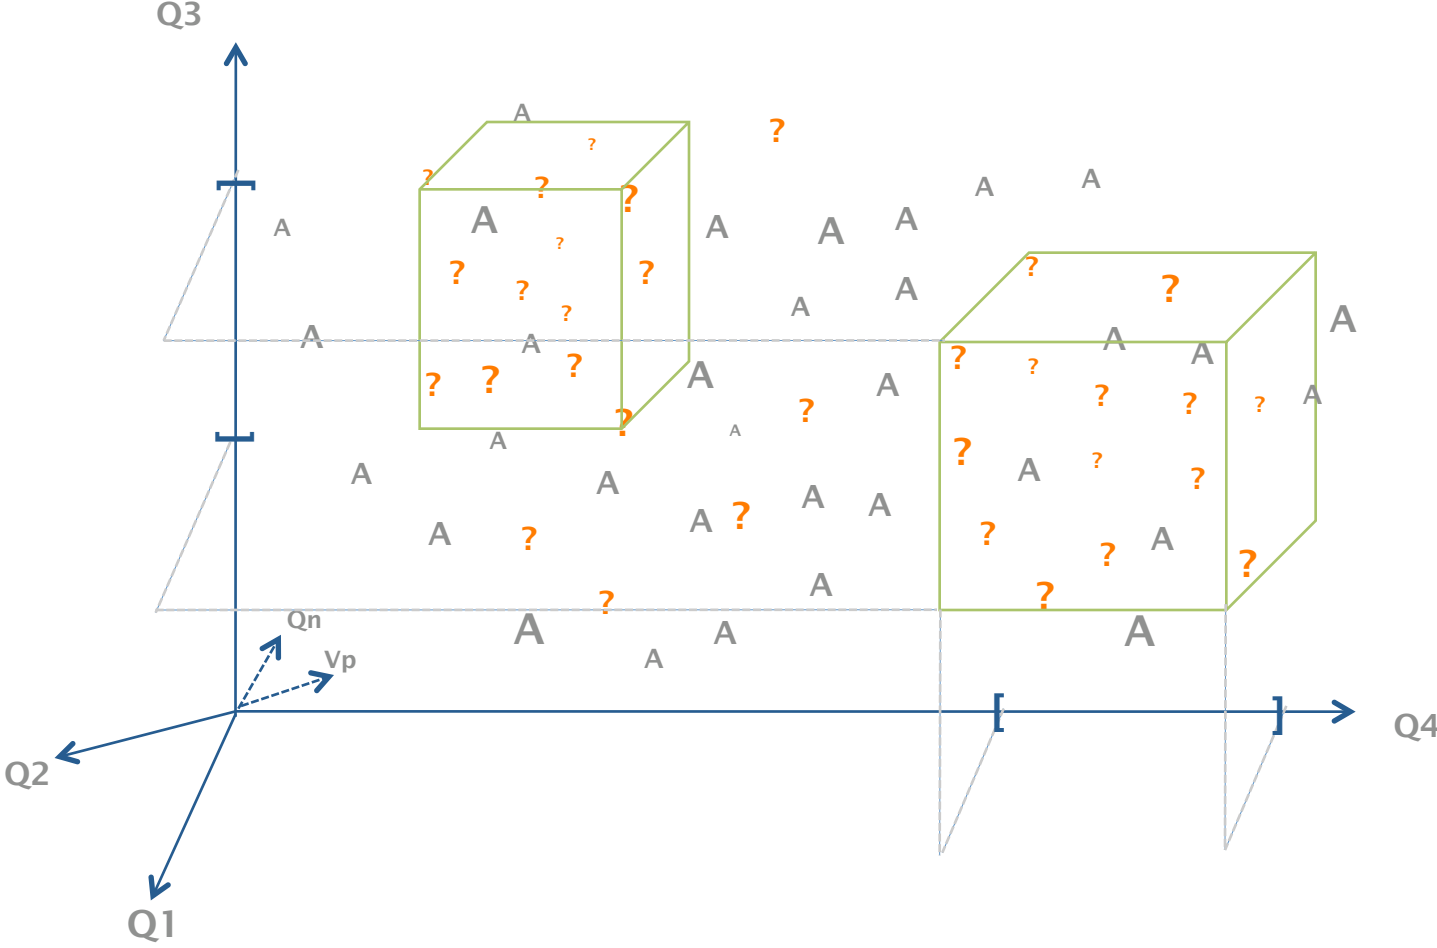 Q3
A
?
?
? ? ? A A
A A A A A
?
? ? ?
? A ?
? A A
A A A A
? ? A ? ?
? ? A ? A
? ? ?
? A
A ? ?
A A A ?
A ? A A
A ? ? A
? ?
A ?
?
Qn A A A
Vp A
Q4
Q2
Q1